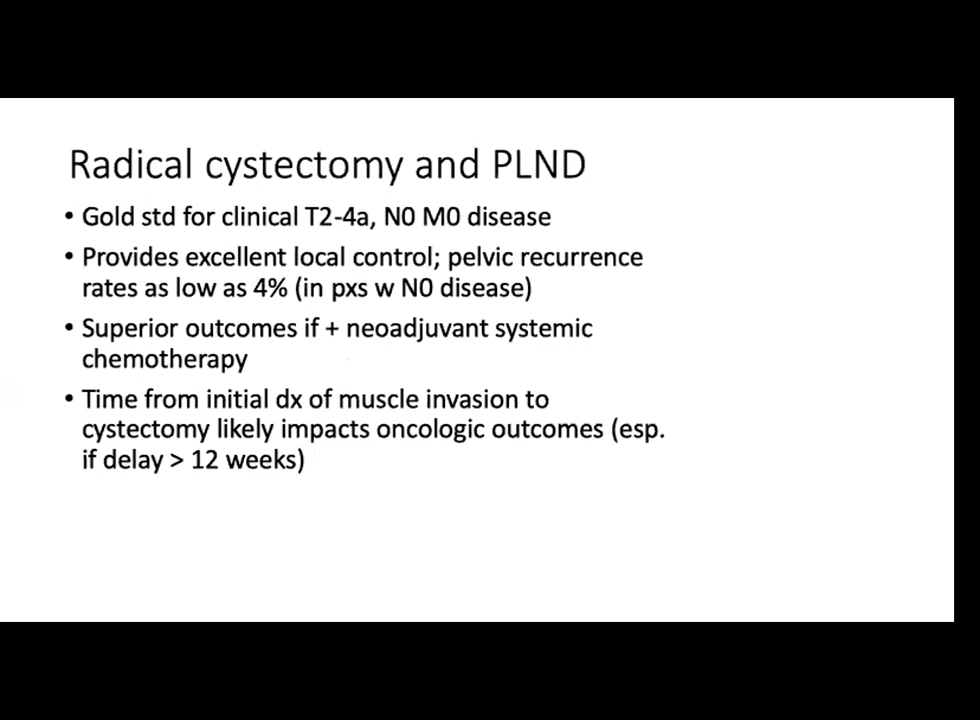 Radical cystectomy and PLND
• Gold std for clinical T2-4a, N0 M0 disease
• Provides excellent local control; pelvic recurrence
rates as low as 4% (in pxs w N0 disease)
• Superior outcomes if + neoadjuvant systemic
chemotherapy
• Time from initial dx of muscle invasion to
cystectomy likely impacts oncologic outcomes (esp.
if delay > 12 weeks)